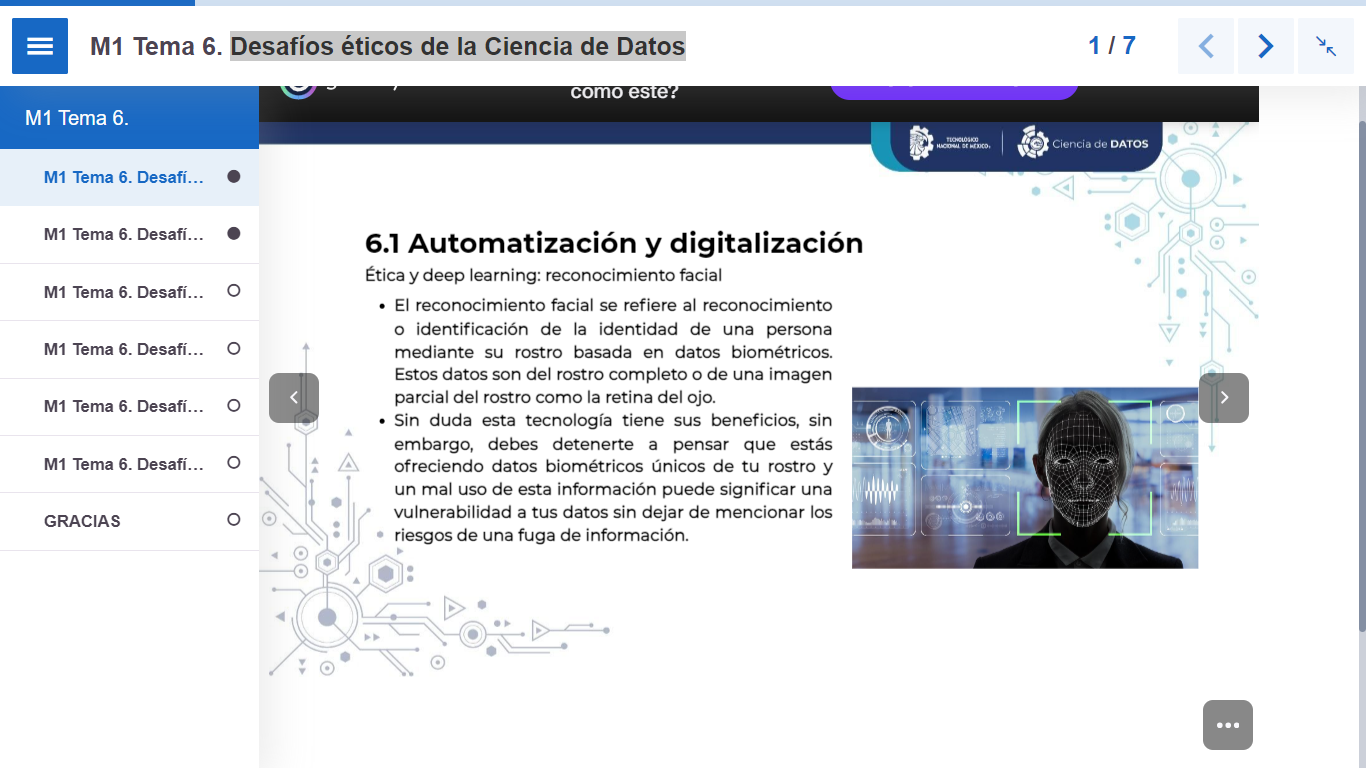 M1 Tema 6. Desafíos éticos de la Ciencia de Datos
1 / 7
M1 Tema 6.
M1 Tema 6. Desafí...
M1 Tema 6. Desafí...
M1 Tema 6. Desafí...
M1 Tema 6. Desafí...
M1 Tema 6. Desafí...
M1 Tema 6. Desafí...
GRACIAS
como este?
TECNOLÓGICO
NACIONAL DE MÉXICO
Ciencia de DATOS
6.1 Automatización y digitalización
Ética y deep learning: reconocimiento facial
• El reconocimiento facial se refiere al reconocimiento
o identificación de la identidad de una persona
mediante su rostro basada en datos biométricos.
Estos datos son del rostro completo o de una imagen
parcial del rostro como la retina del ojo.
• Sin duda esta tecnología tiene sus beneficios, sin
embargo, debes detenerte a pensar que estás
ofreciendo datos biométricos únicos de tu rostro y
un mal uso de esta información puede significar una
vulnerabilidad a tus datos sin dejar de mencionar los
riesgos de una fuga de información.